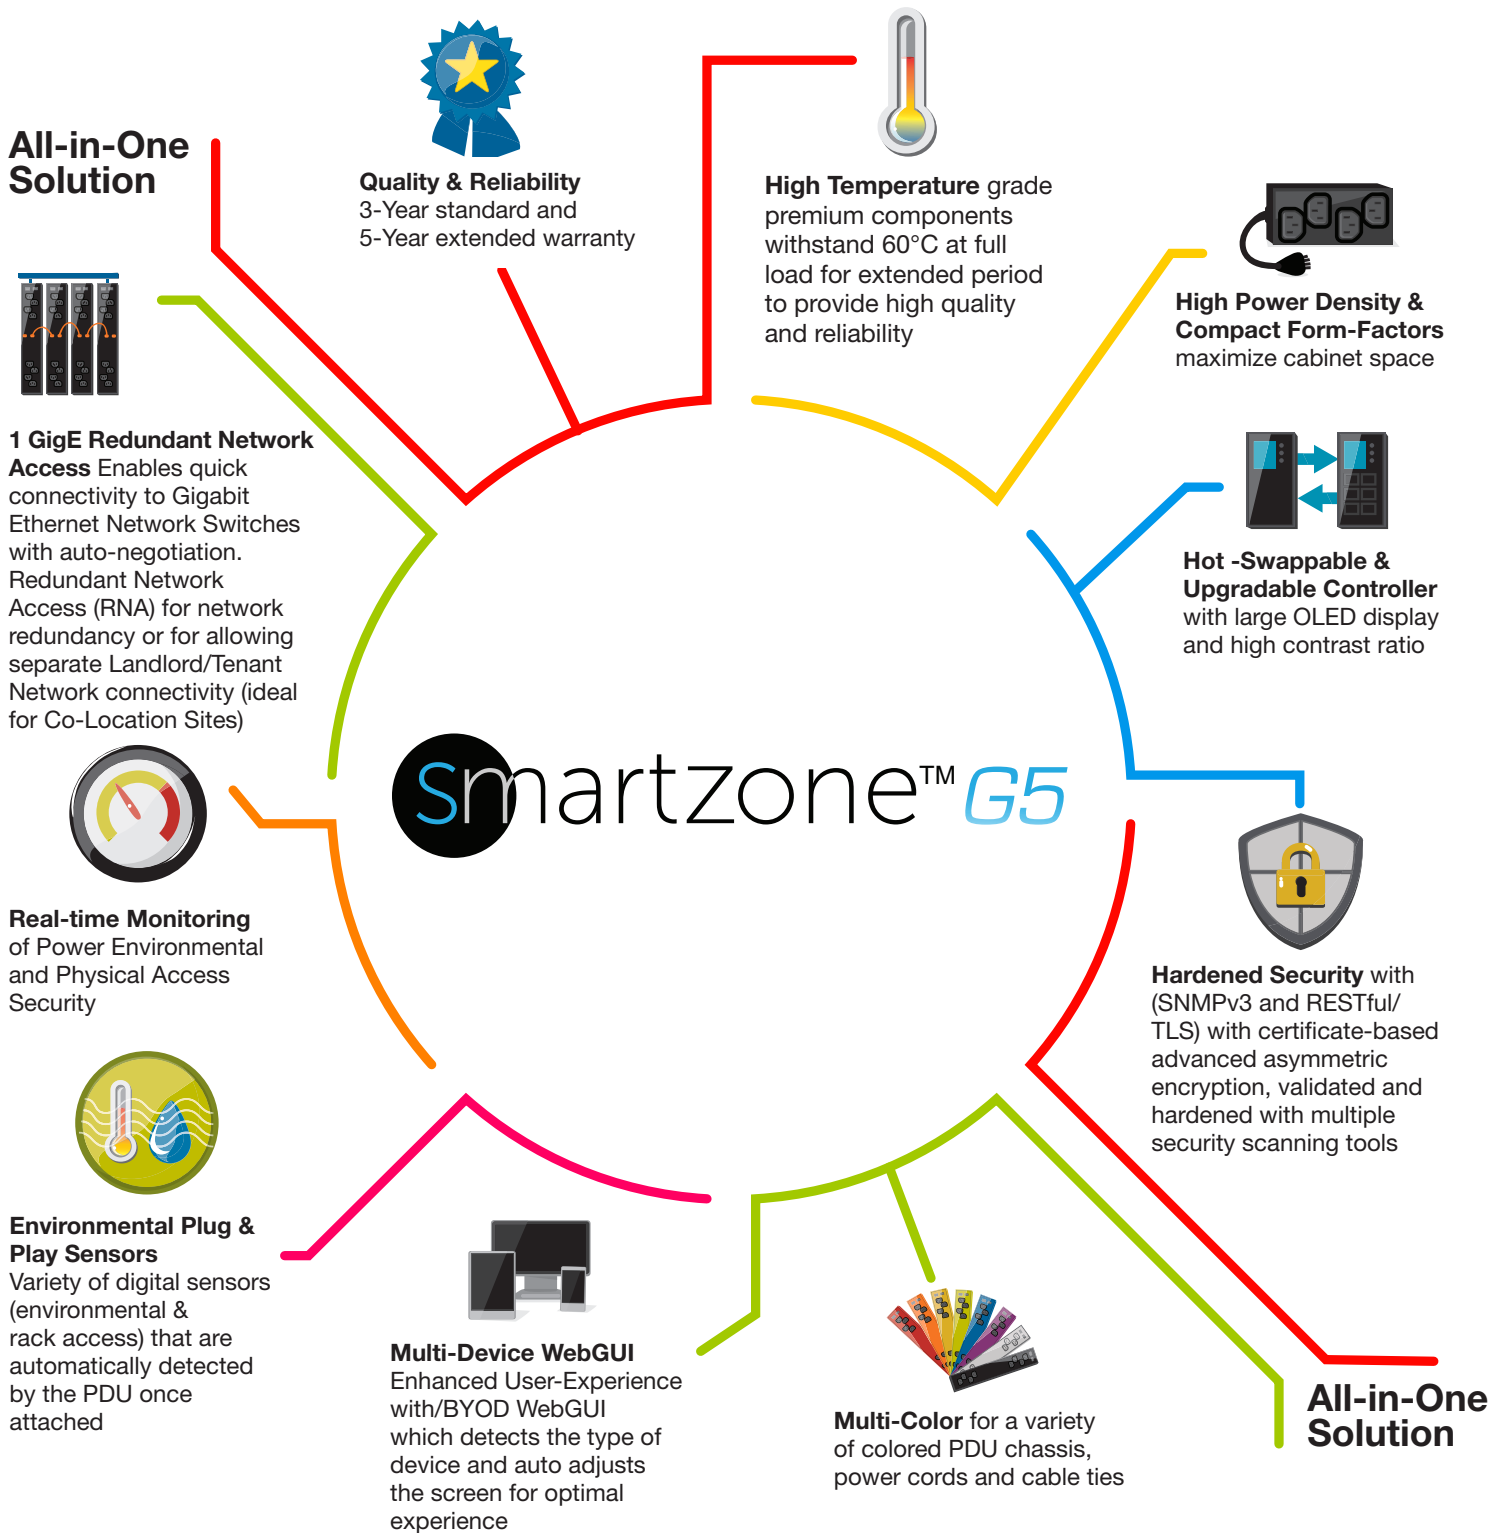 All-in-One
Solution
Quality & Reliability
3-Year standard and
5-Year extended warranty
High Temperature grade
premium components
withstand 60°C at full
load for extended period
to provide high quality
and reliability
High Power Density &
Compact Form-Factors
maximize cabinet space
1 GigE Redundant Network
Access Enables quick
connectivity to Gigabit
Ethernet Network Switches
with auto-negotiation.
Redundant Network
Access (RNA) for network
redundancy or for allowing
separate Landlord/Tenant
Network connectivity (ideal
for Co-Location Sites)
Hot -Swappable &
Upgradable Controller
with large OLED display
and high contrast ratio
smartzone™ G5
Real-time Monitoring
of Power Environmental
and Physical Access
Security
Hardened Security with
(SNMPv3 and RESTful/
TLS) with certificate-based
advanced asymmetric
encryption, validated and
hardened with multiple
security scanning tools
Environmental Plug &
Play Sensors
Variety of digital sensors
(environmental &
rack access) that are
automatically detected
by the PDU once
attached
Multi-Device WebGUI
Enhanced User-Experience
with/BYOD WebGUI
which detects the type of
device and auto adjusts
the screen for optimal
experience
Multi-Color for a variety
of colored PDU chassis,
power cords and cable ties
All-in-One
Solution